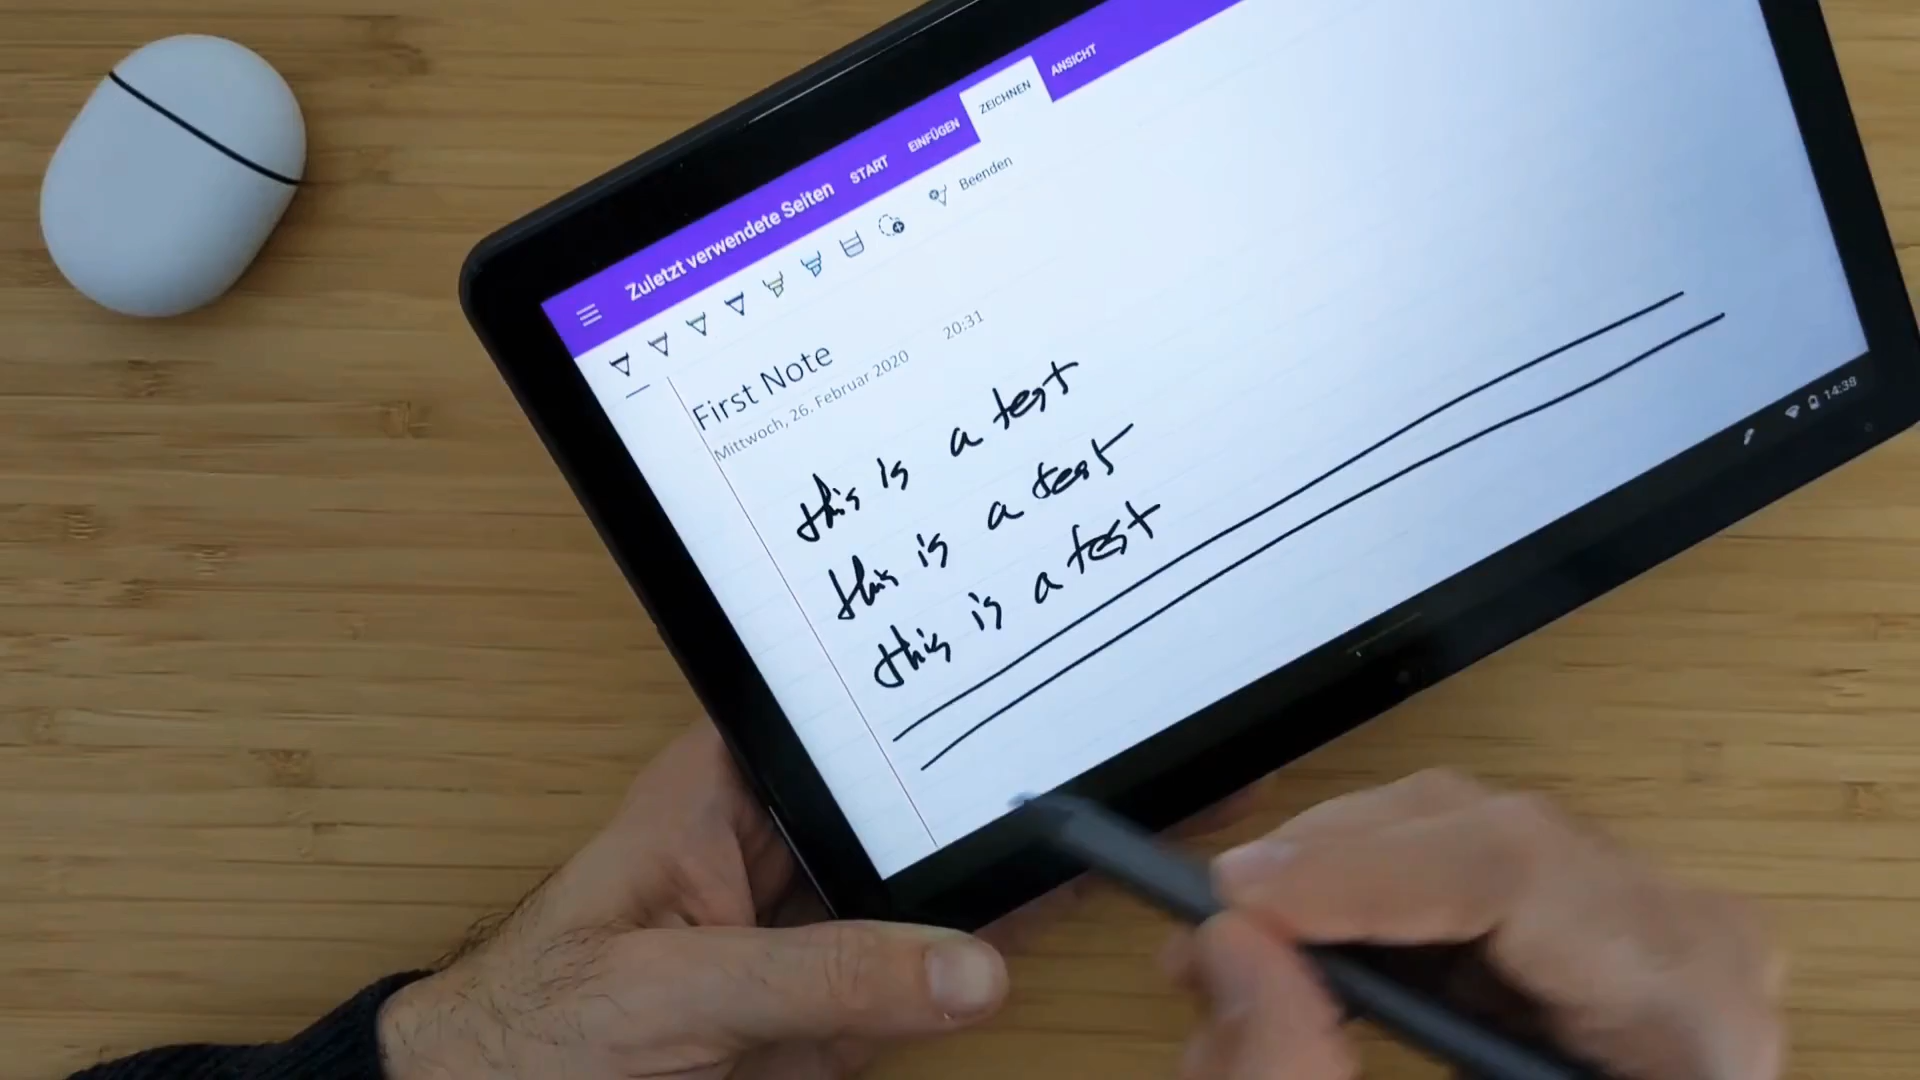 Zuletzt verwendete Seiten START EINFÜGEN ZEICHNEN ANSICHT
Beenden
First Note
Mittwoch, 26. Februar 2020 20:31
this is a test
this is a test
this is a test
14:38